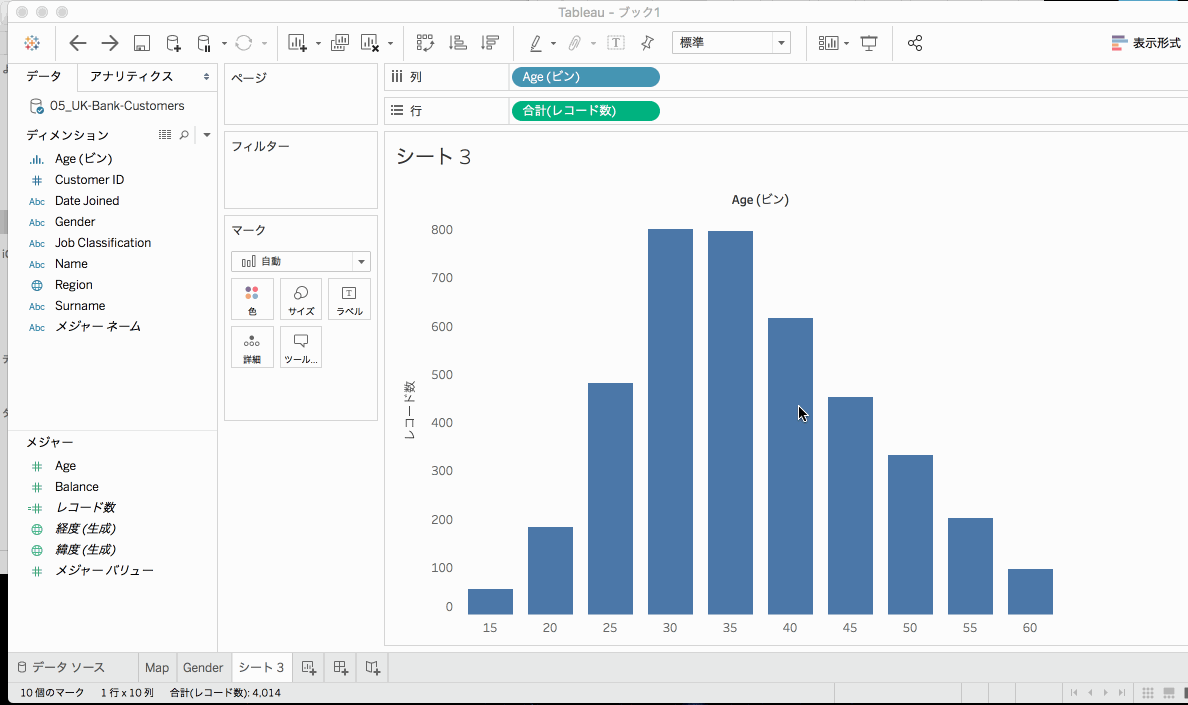 Tableau - ブック1
標準
表示形式
データ
アナリティクス
05_UK-Bank-Customers
ディメンション
Age (ビン)
Customer ID
Abc Date Joined
Abc Gender
Abc Job Classification
Abc Name
Region
Abc Surname
Abc メジャー ネーム
メジャー
Age
Balance
レコード数
経度 (生成)
緯度 (生成)
メジャー バリュー
ページ
フィルター
マーク
自動
色
サイズ
ラベル
詳細
ツール...
列
Age (ビン)
行
合計(レコード数)
シート 3
Age (ビン)
レコード数
800
700
600
500
400
300
200
100
0
15 20 25 30 35 40 45 50 55 60
データ ソース
Map
Gender
シート 3
10 個のマーク 1 行 x 10 列 合計(レコード数): 4,014